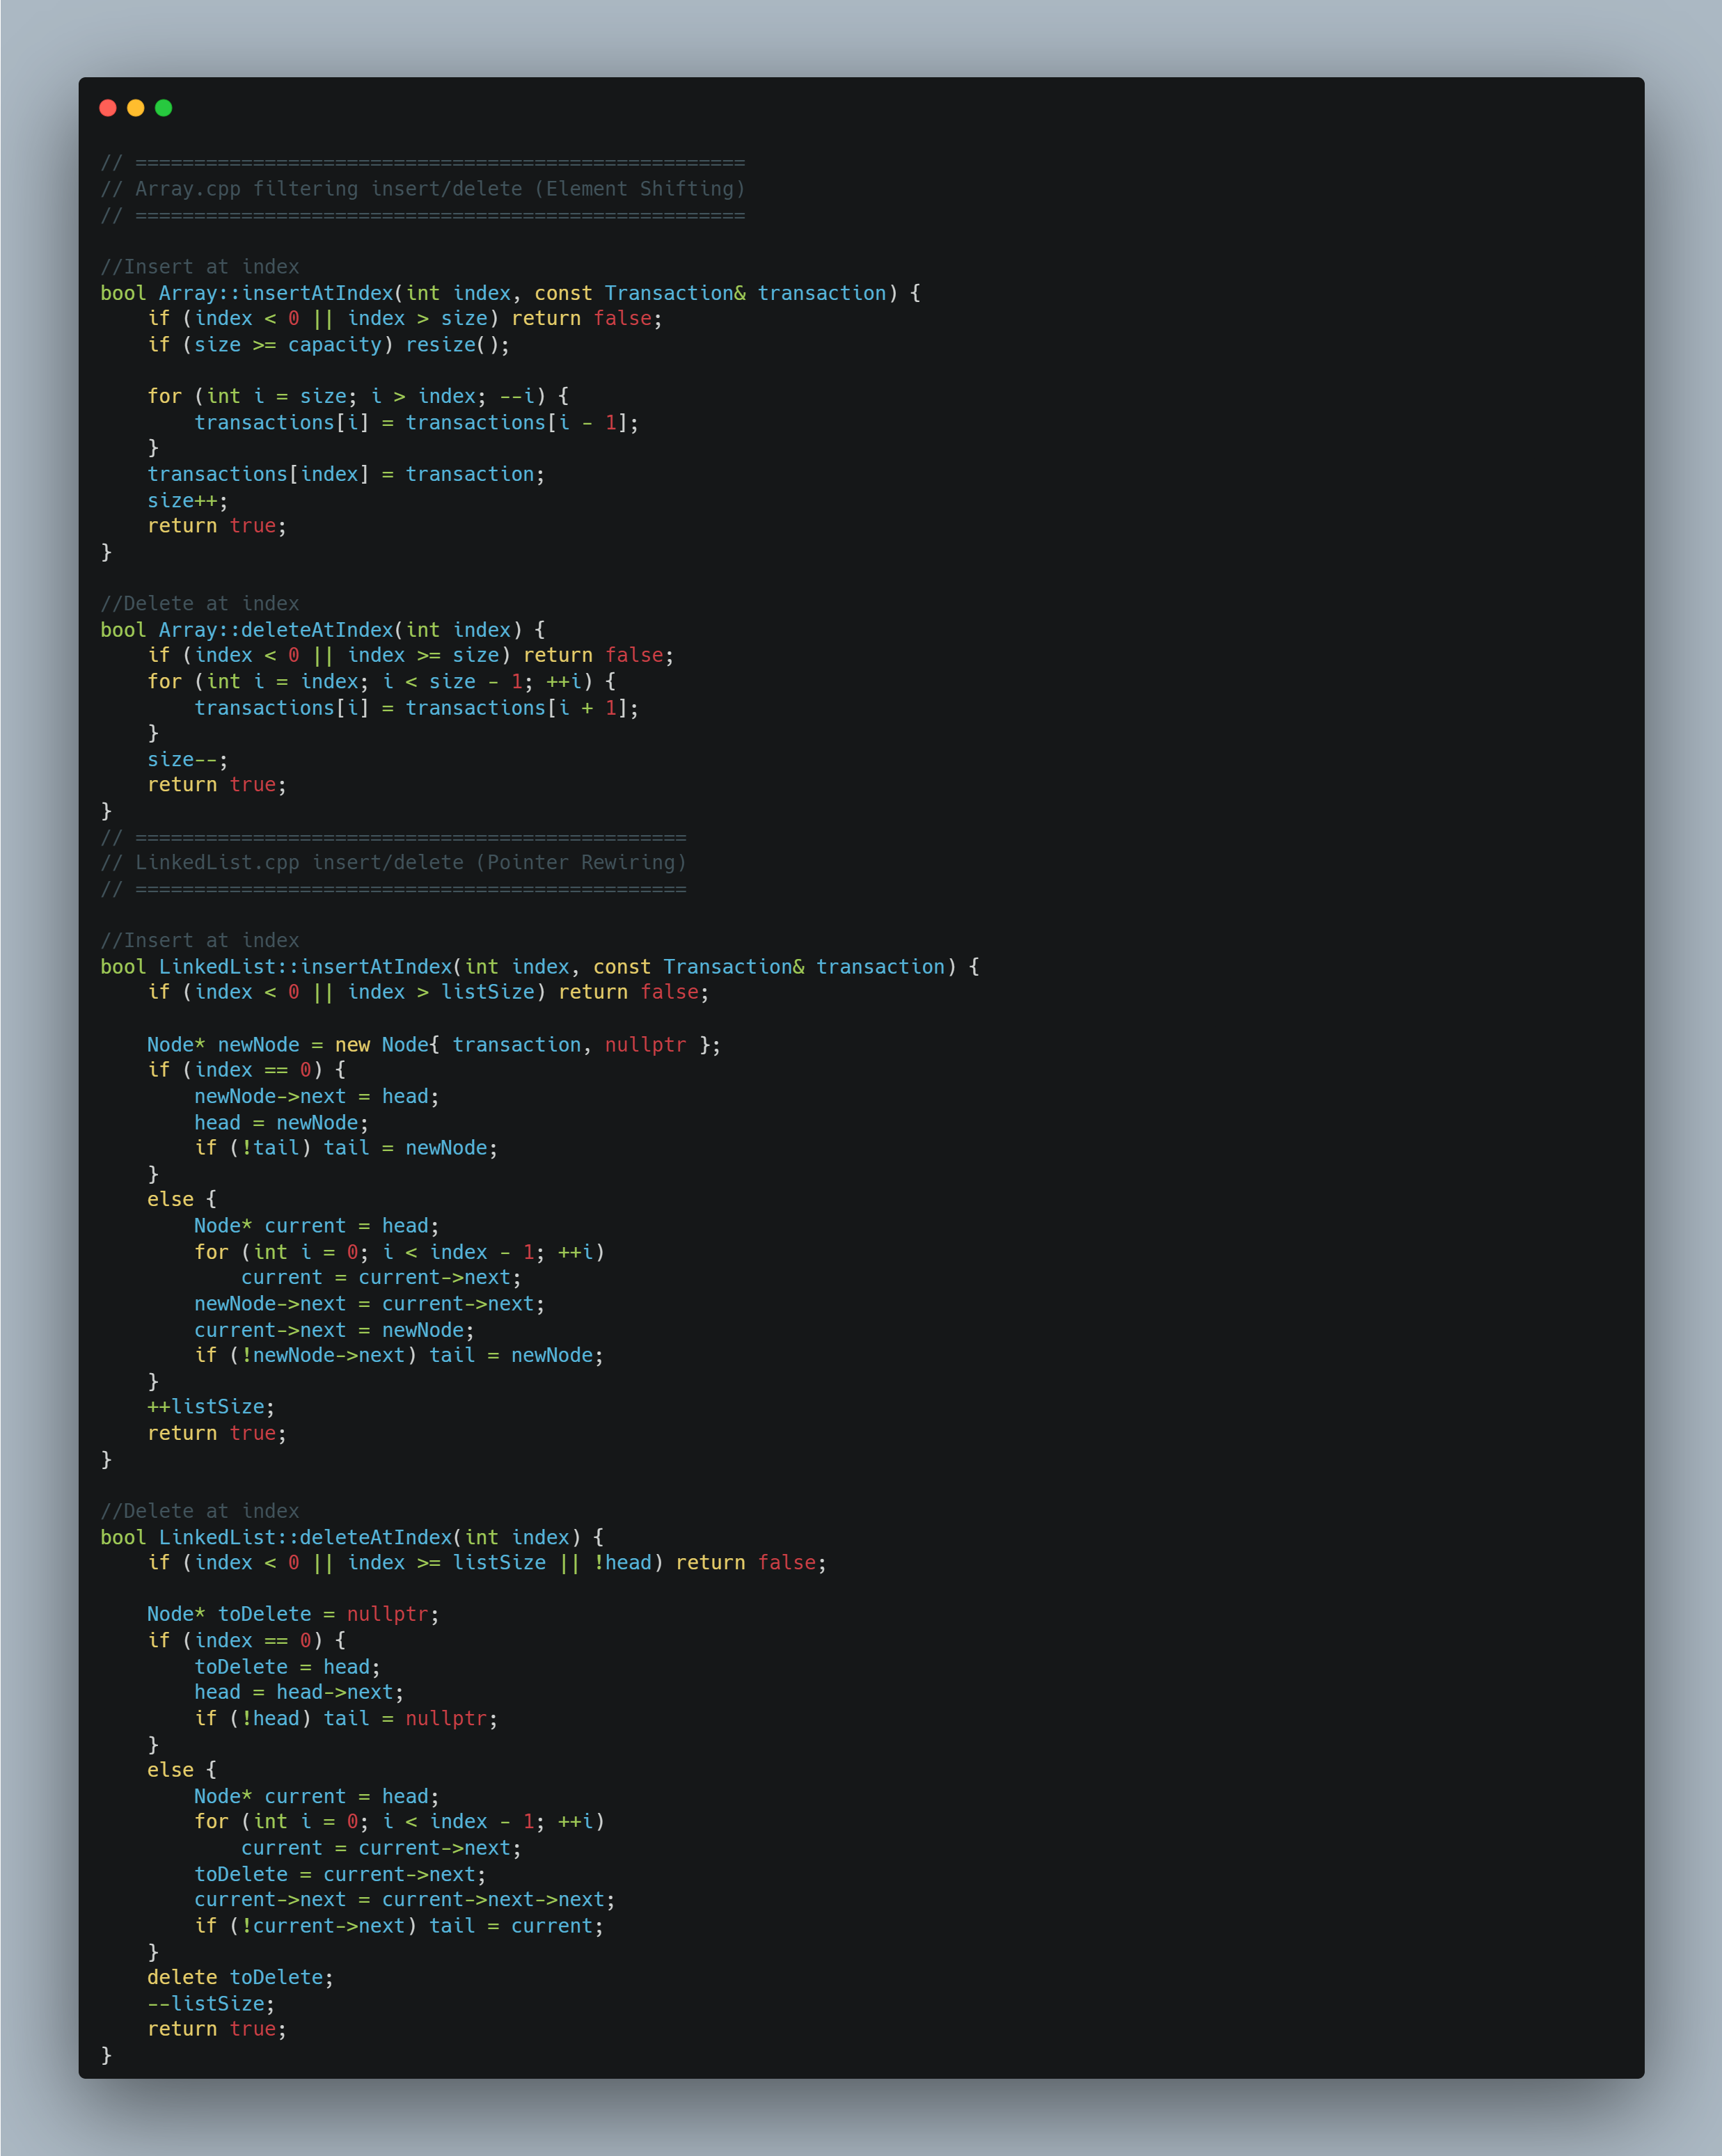 // ====================================================
// Array.cpp filtering insert/delete (Element Shifting)
// ====================================================
//Insert at index
bool Array::insertAtIndex(int index, const Transaction& transaction) {
    if (index < 0 || index > size) return false;
    if (size >= capacity) resize();
    for (int i = size; i > index; --i) {
        transactions[i] = transactions[i - 1];
    }
    transactions[index] = transaction;
    size++;
    return true;
}
//Delete at index
bool Array::deleteAtIndex(int index) {
    if (index < 0 || index >= size) return false;
    for (int i = index; i < size - 1; ++i) {
        transactions[i] = transactions[i + 1];
    }
    size--;
    return true;
}
// ===============================================
// LinkedList.cpp insert/delete (Pointer Rewiring)
// ===============================================
//Insert at index
bool LinkedList::insertAtIndex(int index, const Transaction& transaction) {
    if (index < 0 || index > listSize) return false;
    Node* newNode = new Node{ transaction, nullptr };
    if (index == 0) {
        newNode->next = head;
        head = newNode;
        if (!tail) tail = newNode;
    }
    else {
        Node* current = head;
        for (int i = 0; i < index - 1; ++i)
            current = current->next;
        newNode->next = current->next;
        current->next = newNode;
        if (!newNode->next) tail = newNode;
    }
    ++listSize;
    return true;
}
//Delete at index
bool LinkedList::deleteAtIndex(int index) {
    if (index < 0 || index >= listSize || !head) return false;
    Node* toDelete = nullptr;
    if (index == 0) {
        toDelete = head;
        head = head->next;
        if (!head) tail = nullptr;
    }
    else {
        Node* current = head;
        for (int i = 0; i < index - 1; ++i)
            current = current->next;
        toDelete = current->next;
        current->next = current->next->next;
        if (!current->next) tail = current;
    }
    delete toDelete;
    --listSize;
    return true;
}